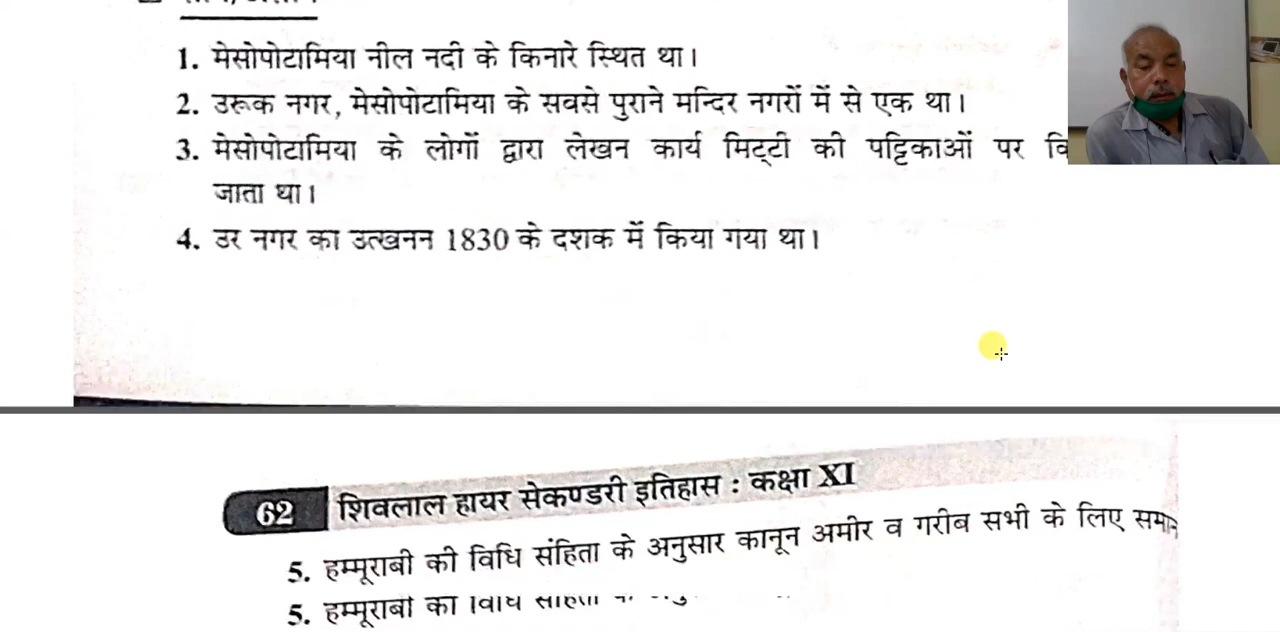 1. मेसोपोटामिया नील नदी के किनारे स्थित था।
2. उरूक नगर, मेसोपोटामिया के सबसे पुराने मन्दिर नगरों में से एक था।
3. मेसोपोटामिया के लोगों द्वारा लेखन कार्य मिट्टी की पट्टिकाओं पर
जाता था।
4. उर नगर का उत्खनन 1830 के दशक में किया गया था।
62 शिवलाल हायर सेकण्डरी इतिहास : कक्षा XI
5. हम्मूराबी की विधि संहिता के अनुसार कानून अमीर व गरीब सभी के लिए समान
5. हम्मूराबी की विधि संहिता